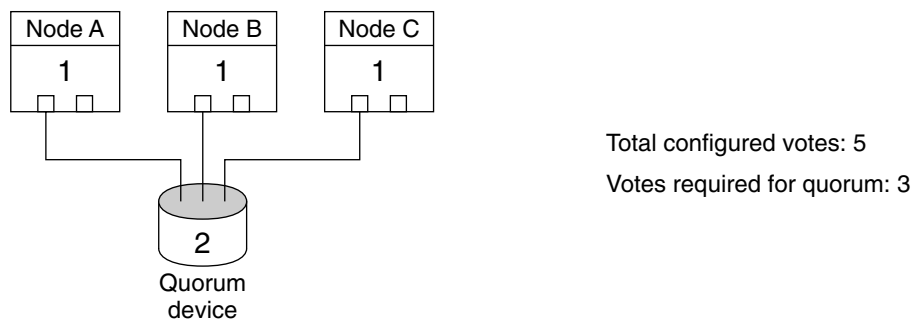 Node A
Node B
Node C
1
1
1
Total configured votes: 5
Votes required for quorum: 3
2
Quorum
device